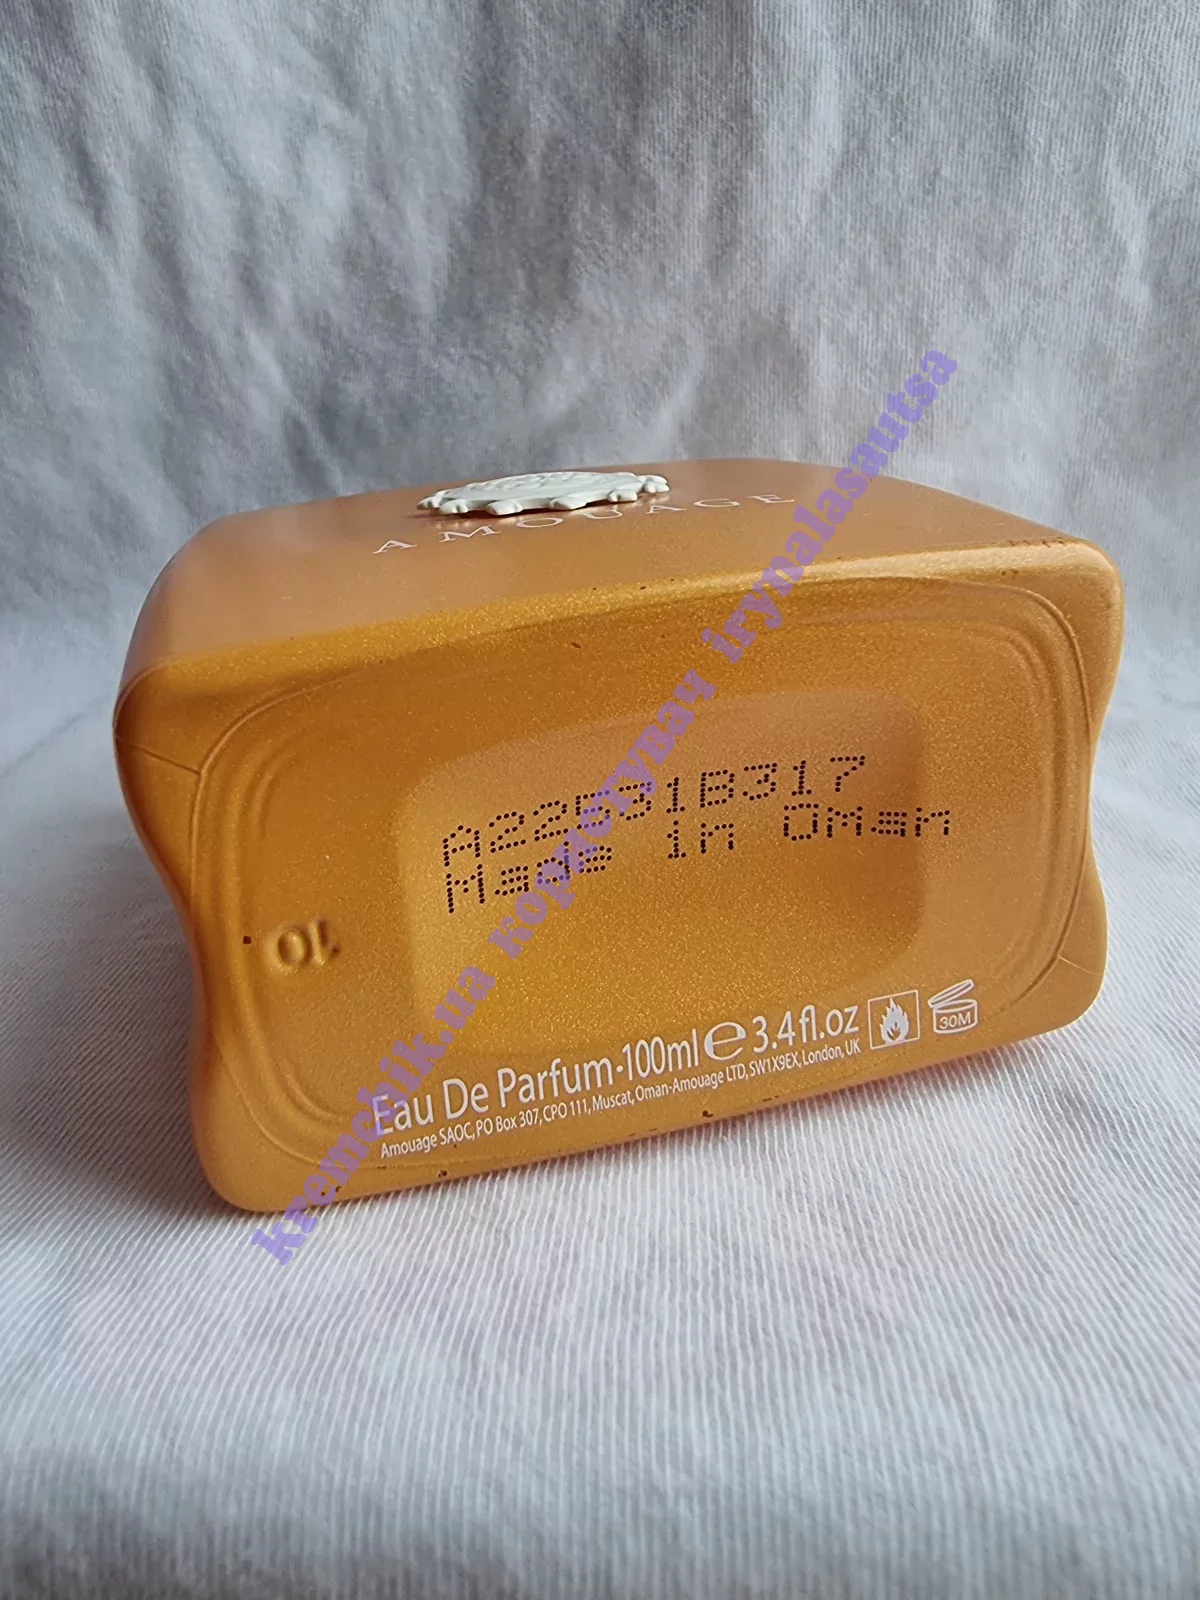 AMOUAGE
A22531B317
Made in Oman
10
Eau De Parfum·100ml e 3.4fl.oz
30M
Amouage SAOC, PO Box 307, CPO 111, Muscat, Oman-Amouage LTD, SW1X9EX, London, UK
kremchik.ua користувач irynalasautsa